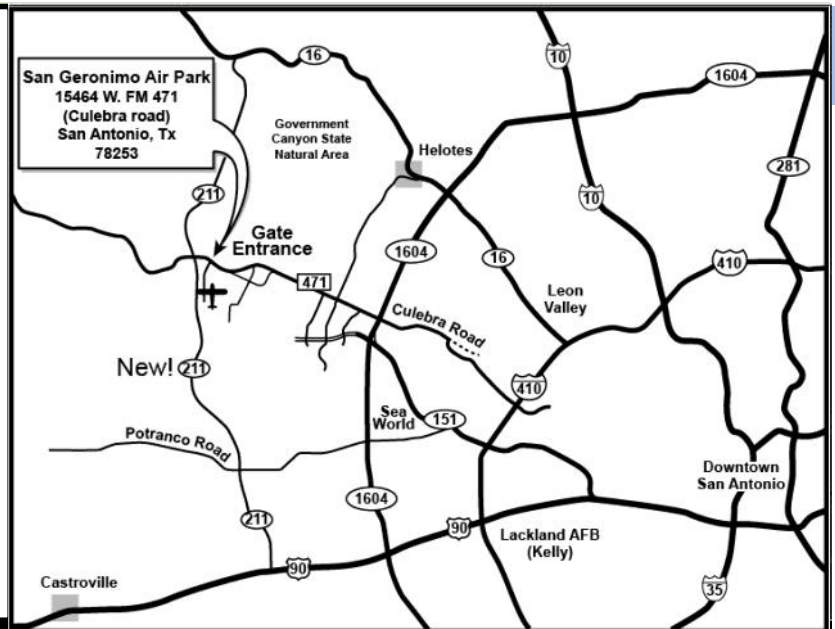 San Geronimo Air Park
15464 W. FM 471
(Culebra road)
San Antonio, Tx
78253
16
10
1604
Government
Canyon State
Natural Area
Helotes
281
211
10
Gate
Entrance
1604
16
410
471
Leon
Valley
Culebra Road
New!
211
410
Sea
World
151
Potranco Road
Downtown
San Antonio
1604
211
90
Lackland AFB
(Kelly)
90
Castroville
35